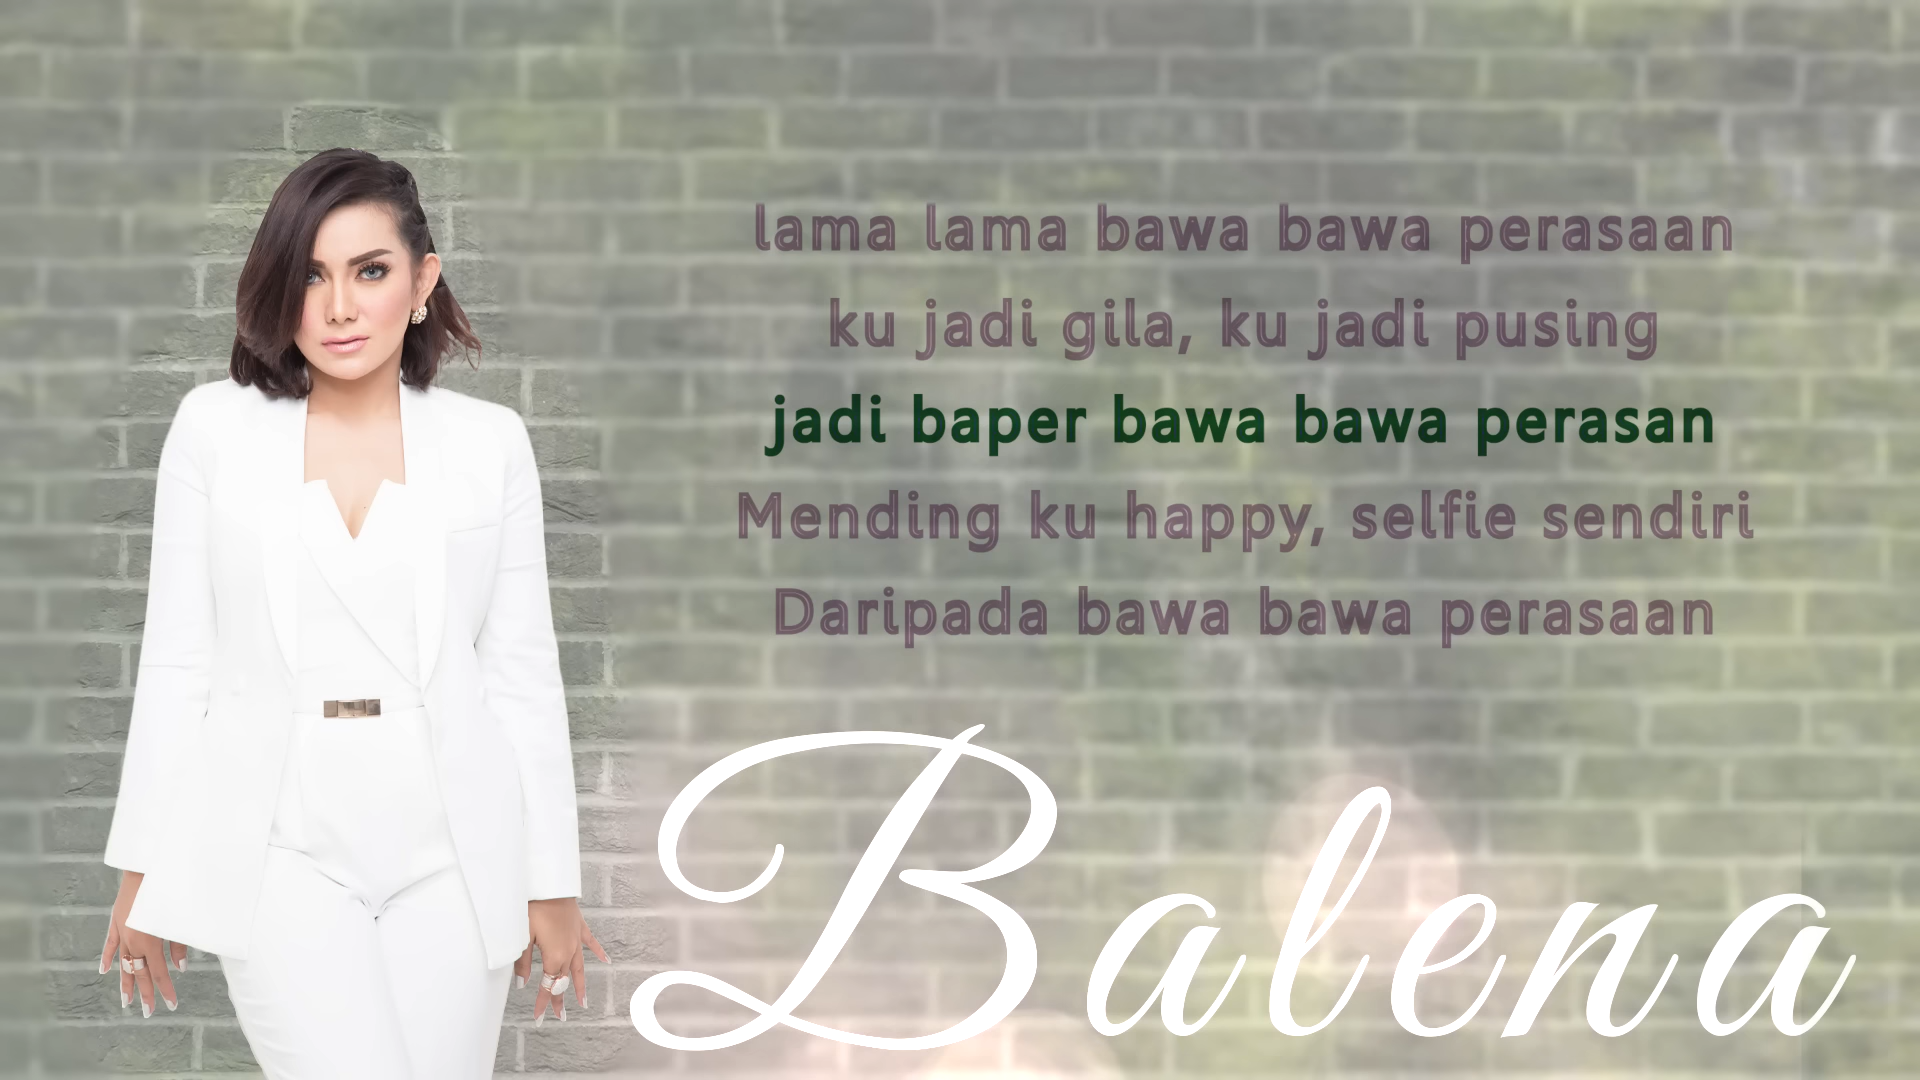 lama lama bawa bawa perasaan
ku jadi gila, ku jadi pusing
jadi baper bawa bawa perasan
Mending ku happy, selfie sendiri
Daripada bawa bawa perasaan
Balena